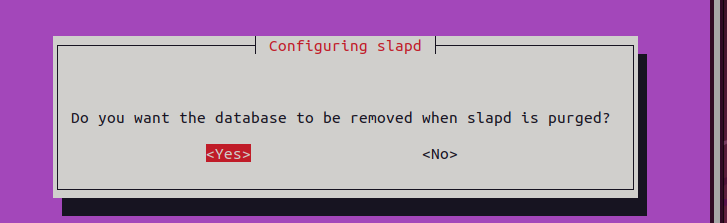 Configuring slapd
Do you want the database to be removed when slapd is purged?
<Yes> <No>